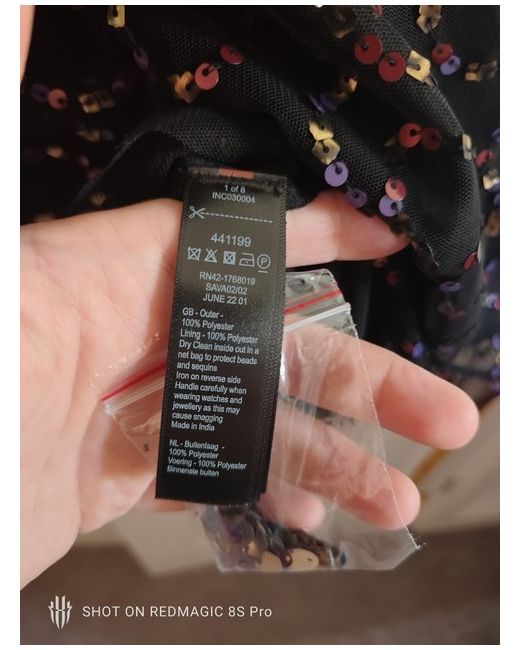 1 of 8
INC030004
441199
RN42-1768019
SAVA02/02
JUNE 22 01
GB - Outer -
100% Polyester
Lining - 100% Polyester
Dry Clean inside out in a
net bag to protect beads
and sequins
Iron on reverse side
Handle carefully when
wearing watches and
jewellery as this may
cause snagging
Made in India
NL - Buitenlaag -
100% Polyester
Voering - 100% Polyester
Binnenste buiten
SHOT ON REDMAGIC 8S Pro